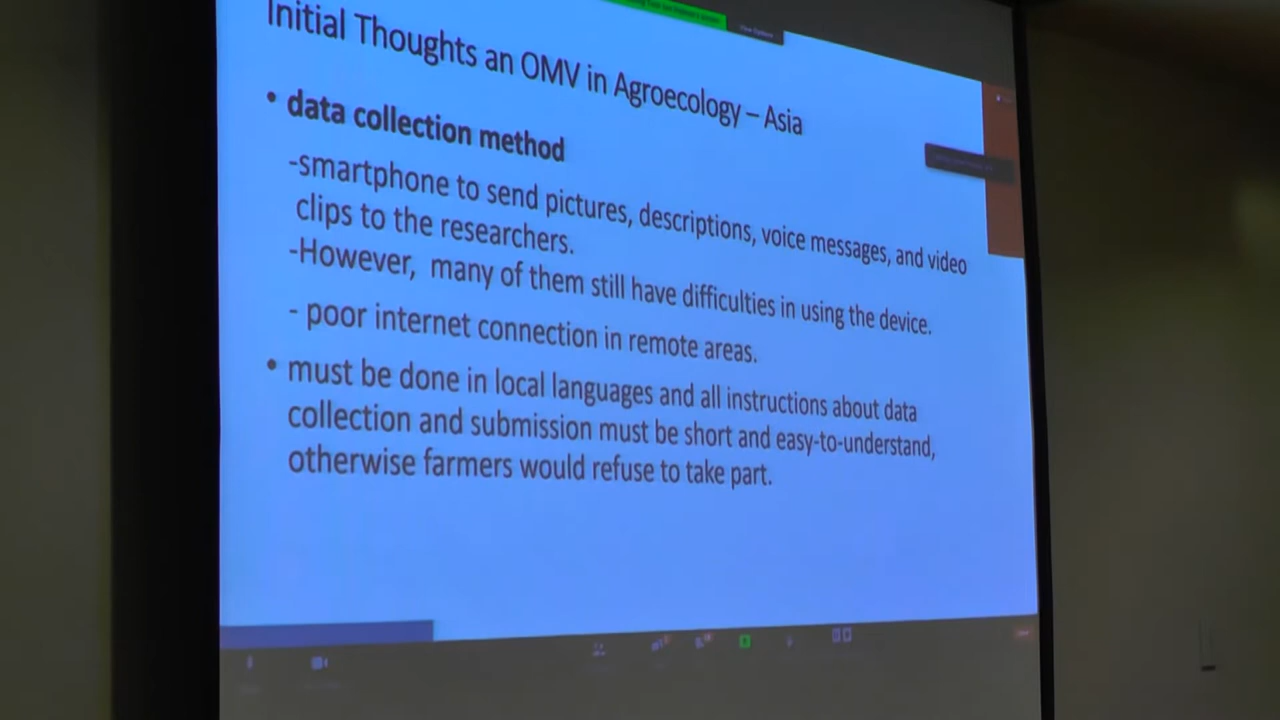 Initial Thoughts an OMV in Agroecology – Asia
• data collection method
-smartphone to send pictures, descriptions, voice messages, and video
clips to the researchers.
-However, many of them still have difficulties in using the device.
- poor internet connection in remote areas.
• must be done in local languages and all instructions about data
collection and submission must be short and easy-to-understand,
otherwise farmers would refuse to take part.